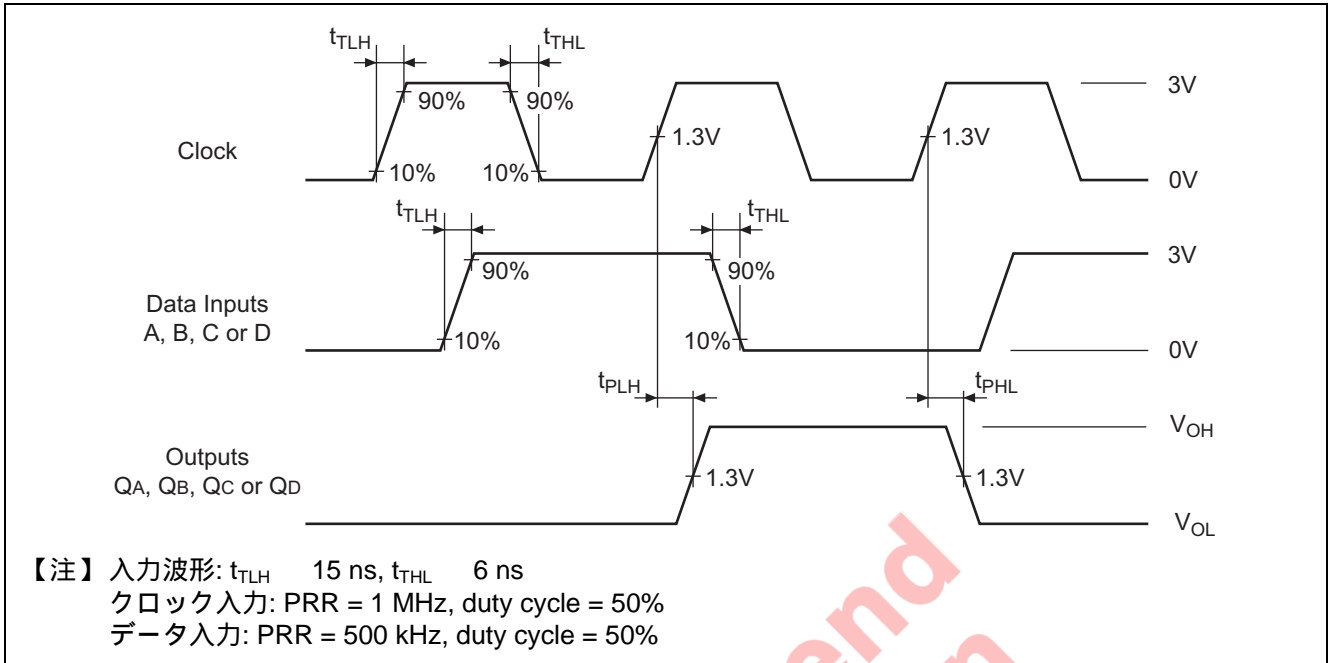 tTLH tTHL
90% 90% 3V
1.3V 1.3V
Clock
10% 10%
0V
tTLH tTHL
3V
90% 90%
Data Inputs
A, B, C or D
10% 10%
0V
tPLH tPHL
VOH
Outputs
QA, QB, QC or QD
1.3V 1.3V
VOL
【注】入力波形: tTLH 15 ns, tTHL 6 ns
クロック入力: PRR = 1 MHz, duty cycle = 50%
データ入力: PRR = 500 kHz, duty cycle = 50%
end